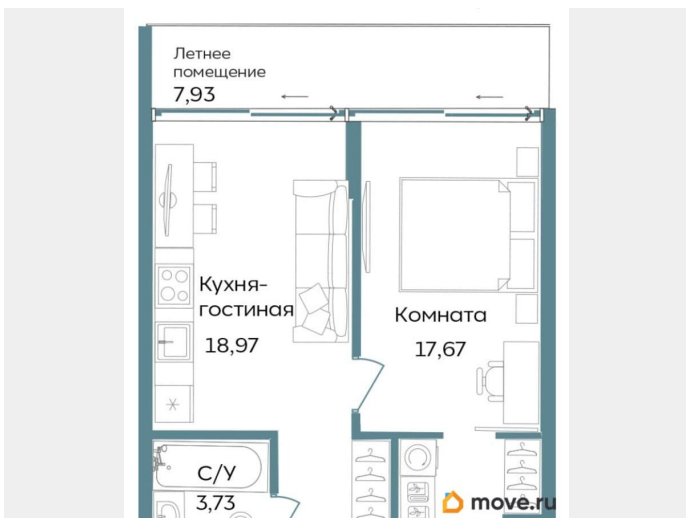 Летнее
помещение
7,93
Кухня-
гостиная
18,97
Комната
17,67
С/У
3,73
move.ru